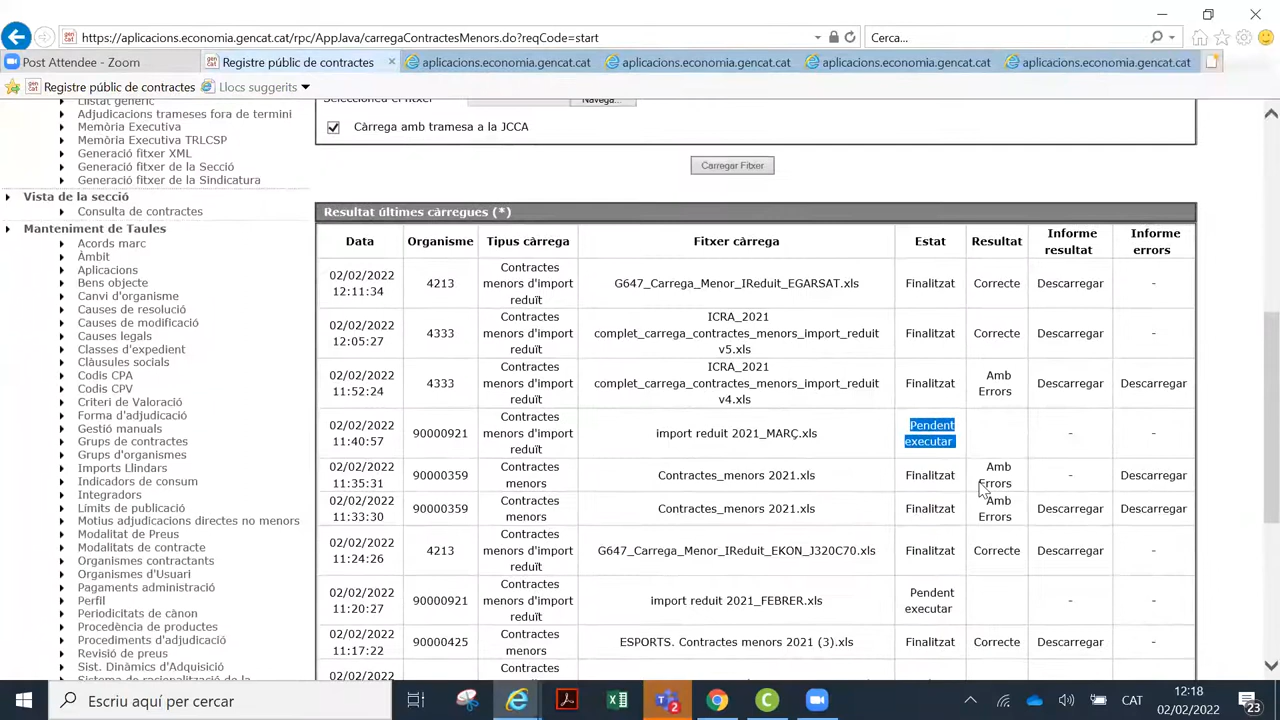 https://aplicacions.economia.gencat.cat/rpc/AppJava/carregaContractesMenors.do?reqCode=start
Cerca...
Post Attendee - Zoom
Registre públic de contractes
aplicacions.economia.gencat.cat
aplicacions.economia.gencat.cat
aplicacions.economia.gencat.cat
aplicacions.economia.gencat.cat
Registre públic de contractes
Llocs suggerits
Llistat genèric
Adjudicacions trameses fora de termini
Memòria Executiva
Memòria Executiva TRLCSP
Generació fitxer XML
Generació fitxer de la Secció
Generació fitxer de la Sindicatura
Vista de la secció
Consulta de contractes
Manteniment de Taules
Acords marc
Àmbit
Aplicacions
Bens objecte
Canvi d'organisme
Causes de resolució
Causes de modificació
Causes legals
Classes d'expedient
Clàusules socials
Codis CPA
Codis CPV
Criteri de Valoració
Forma d'adjudicació
Gestió manuals
Grups de contractes
Grups d'organismes
Imports Llindars
Indicadors de consum
Integradors
Límits de publicació
Motius adjudicacions directes no menors
Modalitat de Preus
Modalitats de contracte
Organismes contractants
Organismes d'Usuari
Pagaments administració
Perfil
Periodicitats de cànon
Procedència de productes
Procediments d'adjudicació
Revisió de preus
Sist. Dinàmics d'Adquisició
Sistema de racionalització de la
Seleccioneu el fitxer
Navega...
Càrrega amb tramesa a la JCCA
Carregar Fitxer
Resultat últimes càrregues (*)
Data Organisme Tipus càrrega Fitxer càrrega Estat Resultat Informe resultat Informe errors
02/02/2022 12:11:34 4213 Contractes menors d'import reduït G647_Carrega_Menor_IReduit_EGARSAT.xls Finalitzat Correcte Descarregar -
02/02/2022 12:05:27 4333 Contractes menors d'import reduït ICRA_2021 complet_carrega_contractes_menors_import_reduit v5.xls Finalitzat Correcte Descarregar -
02/02/2022 11:52:24 4333 Contractes menors d'import reduït ICRA_2021 complet_carrega_contractes_menors_import_reduit v4.xls Finalitzat Amb Errors Descarregar Descarregar
02/02/2022 11:40:57 90000921 Contractes menors d'import reduït import reduit 2021_MARÇ.xls Pendent executar - -
02/02/2022 11:35:31 90000359 Contractes menors Contractes_menors 2021.xls Finalitzat Amb Errors - Descarregar
02/02/2022 11:33:30 90000359 Contractes menors Contractes_menors 2021.xls Finalitzat Amb Errors Descarregar Descarregar
02/02/2022 11:24:26 4213 Contractes menors d'import reduït G647_Carrega_Menor_IReduit_EKON_J320C70.xls Finalitzat Correcte Descarregar -
02/02/2022 11:20:27 90000921 Contractes menors d'import reduït import reduit 2021_FEBRER.xls Pendent executar - -
02/02/2022 11:17:22 90000425 Contractes menors ESPORTS. Contractes menors 2021 (3).xls Finalitzat Correcte Descarregar -
02/02/2022 Contractes
Escriu aquí per cercar
CAT
12:18
02/02/2022
23